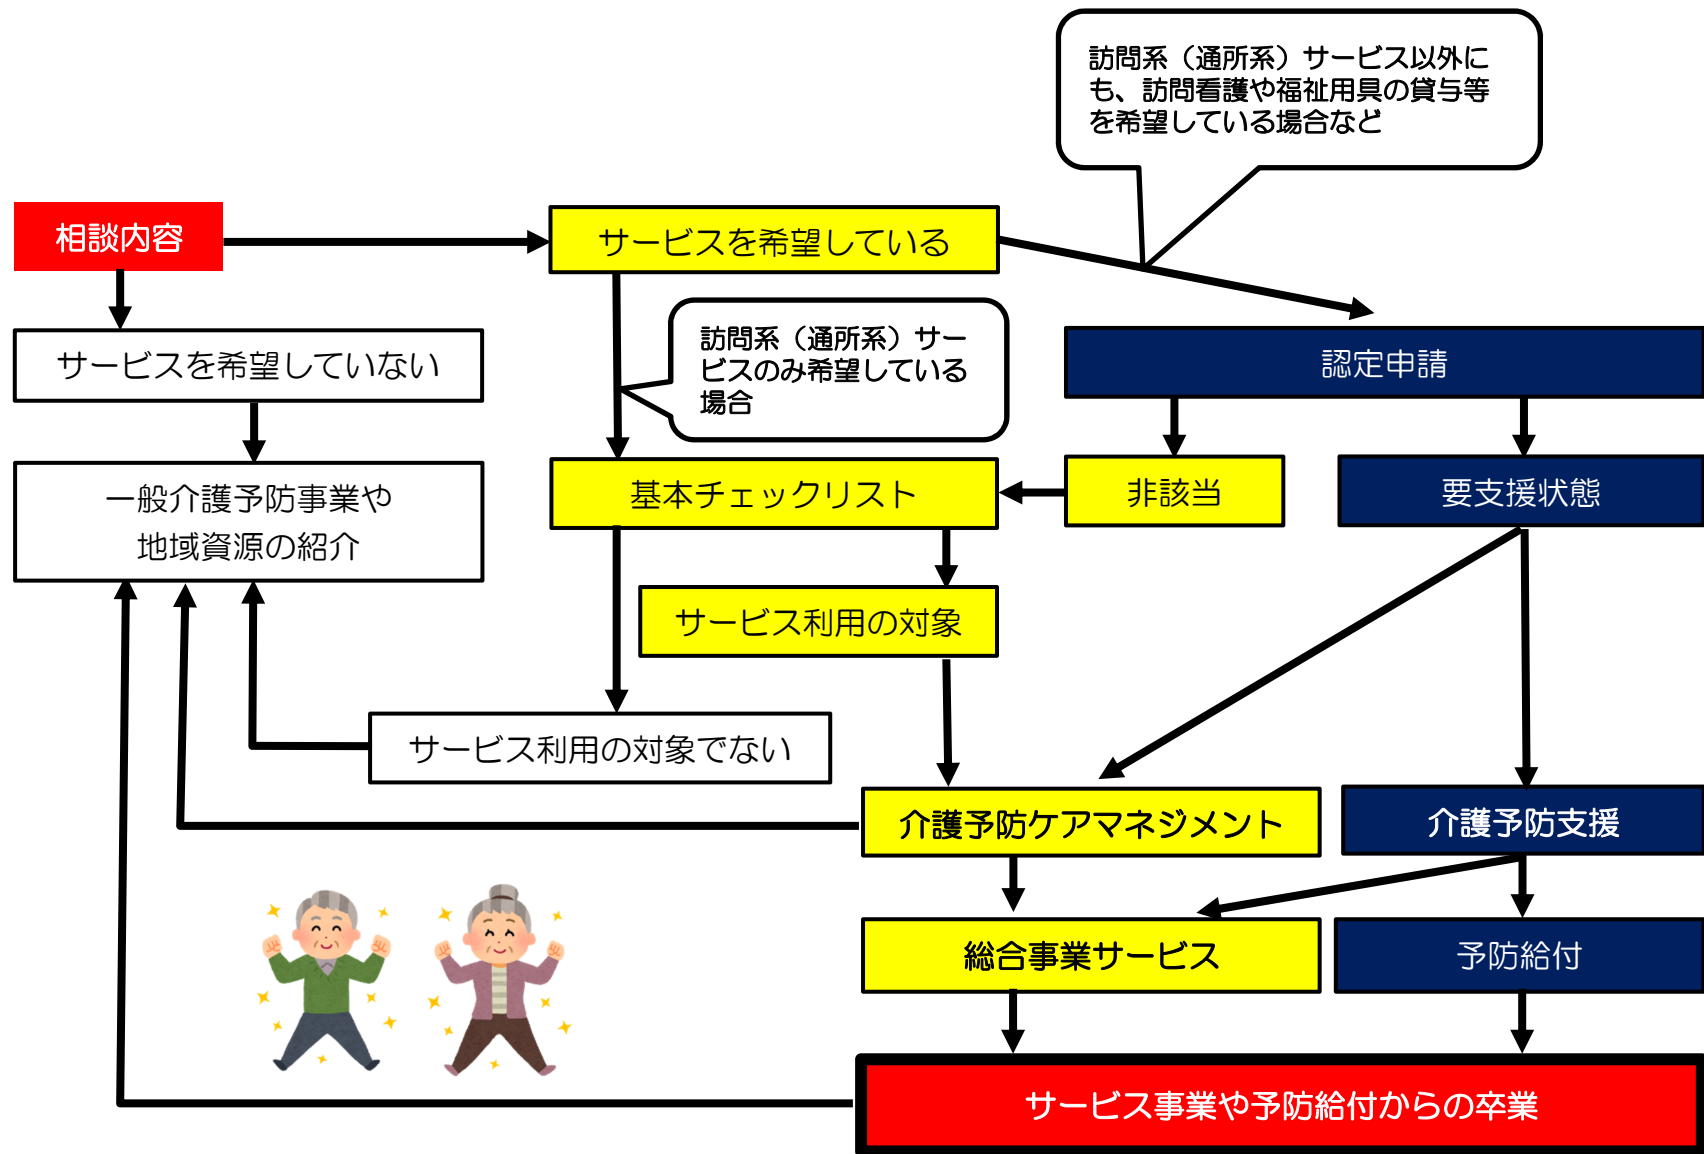 訪問系（通所系）サービス以外に
も、訪問看護や福祉用具の貸与等
を希望している場合など
相談内容
サービスを希望している
訪問系（通所系）サー
ビスのみ希望している
場合
サービスを希望していない
認定申請
一般介護予防事業や
地域資源の紹介
基本チェックリスト
非該当
要支援状態
サービス利用の対象
サービス利用の対象でない
介護予防ケアマネジメント
介護予防支援
総合事業サービス
予防給付
サービス事業や予防給付からの卒業